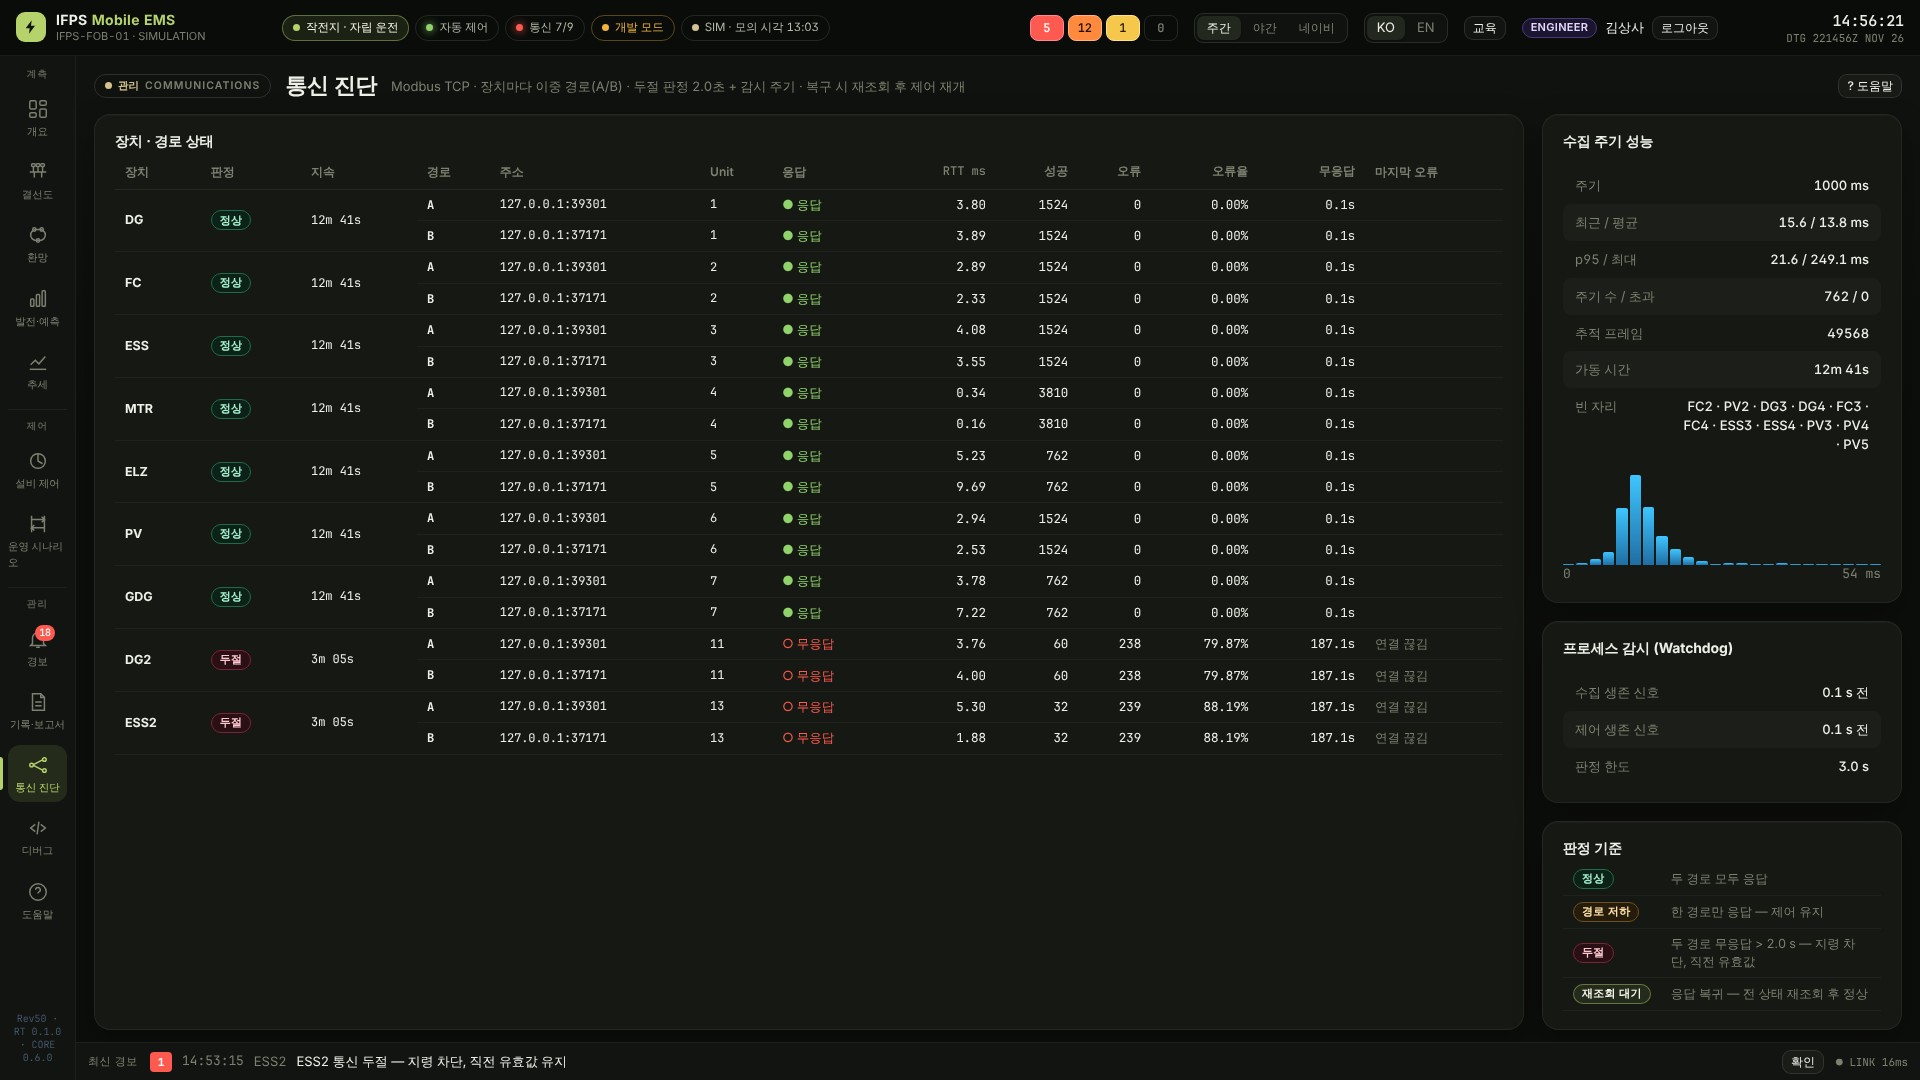 IFPS Mobile EMS
IFPS-FOB-01 · SIMULATION
작전지 · 자립 운전
자동 제어
통신 7/9
개발 모드
SIM · 모의 시각 13:03
5
12
1
0
주간
야간
네이비
KO
EN
교육
ENGINEER
김상사
로그아웃
14:56:21
DTG 221456Z NOV 26
계측
개요
결선도
환망
발전·예측
추세
제어
설비 제어
운영 시나리
오
관리
18
경보
기록·보고서
통신 진단
디버그
도움말
Rev50 ·
RT 0.1.0
· CORE
0.6.0
관리 COMMUNICATIONS
통신 진단
Modbus TCP · 장치마다 이중 경로(A/B) · 두절 판정 2.0초 + 감시 주기 · 복구 시 재조회 후 제어 재개
? 도움말
장치 · 경로 상태
장치 판정 지속 경로 주소 Unit 응답 RTT ms 성공 오류 오류율 무응답 마지막 오류
DG 정상 12m 41s
A 127.0.0.1:39301 1 응답 3.80 1524 0 0.00% 0.1s
B 127.0.0.1:37171 1 응답 3.89 1524 0 0.00% 0.1s
FC 정상 12m 41s
A 127.0.0.1:39301 2 응답 2.89 1524 0 0.00% 0.1s
B 127.0.0.1:37171 2 응답 2.33 1524 0 0.00% 0.1s
ESS 정상 12m 41s
A 127.0.0.1:39301 3 응답 4.08 1524 0 0.00% 0.1s
B 127.0.0.1:37171 3 응답 3.55 1524 0 0.00% 0.1s
MTR 정상 12m 41s
A 127.0.0.1:39301 4 응답 0.34 3810 0 0.00% 0.1s
B 127.0.0.1:37171 4 응답 0.16 3810 0 0.00% 0.1s
ELZ 정상 12m 41s
A 127.0.0.1:39301 5 응답 5.23 762 0 0.00% 0.1s
B 127.0.0.1:37171 5 응답 9.69 762 0 0.00% 0.1s
PV 정상 12m 41s
A 127.0.0.1:39301 6 응답 2.94 1524 0 0.00% 0.1s
B 127.0.0.1:37171 6 응답 2.53 1524 0 0.00% 0.1s
GDG 정상 12m 41s
A 127.0.0.1:39301 7 응답 3.78 762 0 0.00% 0.1s
B 127.0.0.1:37171 7 응답 7.22 762 0 0.00% 0.1s
DG2 두절 3m 05s
A 127.0.0.1:39301 11 무응답 3.76 60 238 79.87% 187.1s 연결 끊김
B 127.0.0.1:37171 11 무응답 4.00 60 238 79.87% 187.1s 연결 끊김
ESS2 두절 3m 05s
A 127.0.0.1:39301 13 무응답 5.30 32 239 88.19% 187.1s 연결 끊김
B 127.0.0.1:37171 13 무응답 1.88 32 239 88.19% 187.1s 연결 끊김
수집 주기 성능
주기 1000 ms
최근 / 평균 15.6 / 13.8 ms
p95 / 최대 21.6 / 249.1 ms
주기 수 / 초과 762 / 0
추적 프레임 49568
가동 시간 12m 41s
빈 자리 FC2 · PV2 · DG3 · DG4 · FC3 ·
FC4 · ESS3 · ESS4 · PV3 · PV4
· PV5
0 54 ms
프로세스 감시 (Watchdog)
수집 생존 신호 0.1 s 전
제어 생존 신호 0.1 s 전
판정 한도 3.0 s
판정 기준
정상 두 경로 모두 응답
경로 저하 한 경로만 응답 — 제어 유지
두절 두 경로 무응답 > 2.0 s — 지령 차
단, 직전 유효값
재조회 대기 응답 복귀 — 전 상태 재조회 후 정상
최신 경보 1 14:53:15 ESS2 ESS2 통신 두절 — 지령 차단, 직전 유효값 유지
확인
LINK 16ms